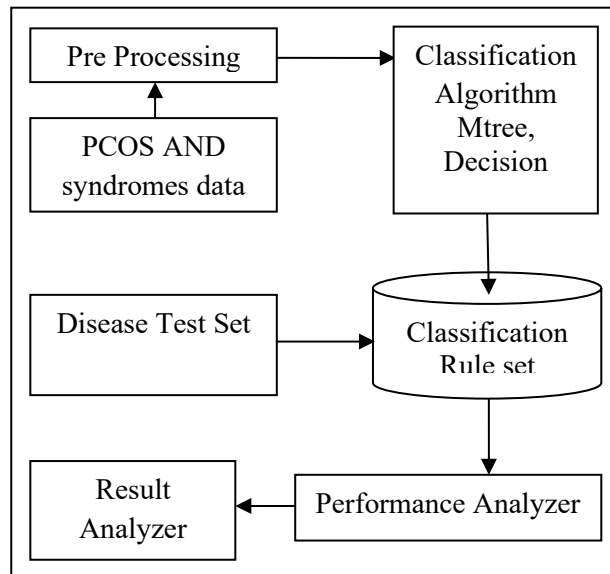 Pre Processing
Classification
Algorithm
Mtree,
Decision
PCOS AND
syndromes data
Disease Test Set
Classification
Rule set
Result
Analyzer
Performance Analyzer